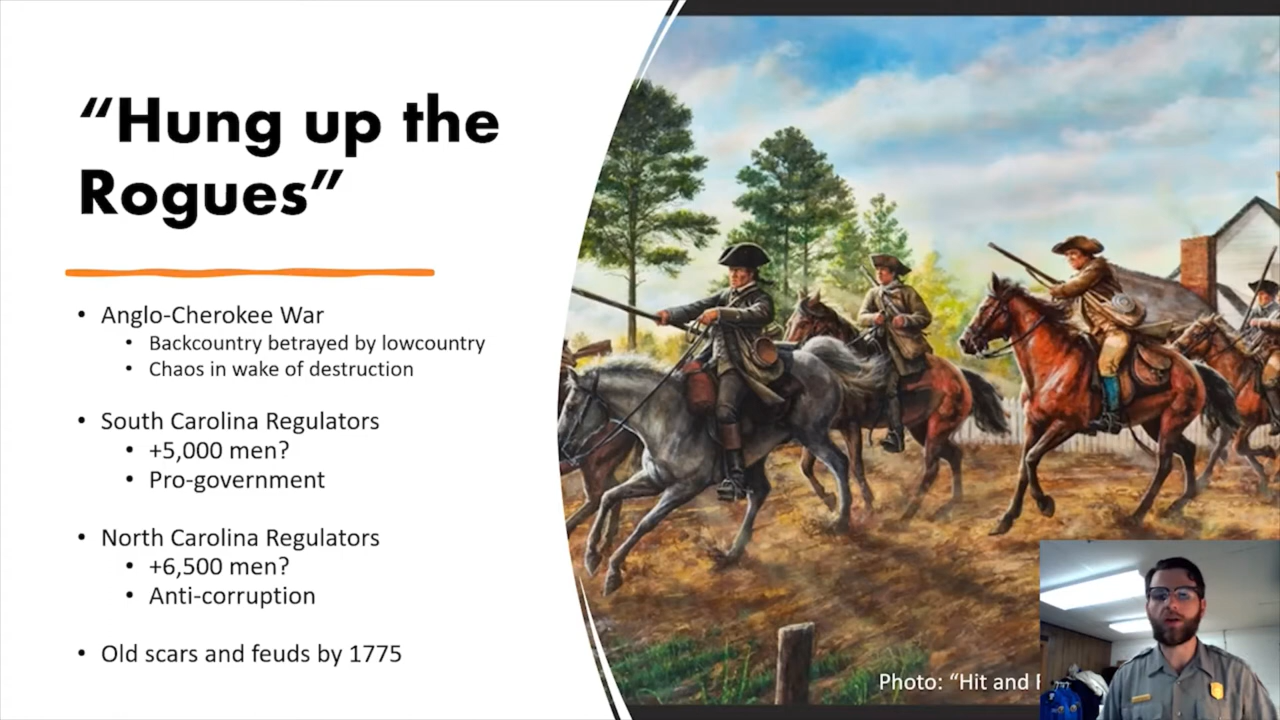 “Hung up the
Rogues”
• Anglo-Cherokee War
• Backcountry betrayed by lowcountry
• Chaos in wake of destruction
• South Carolina Regulators
• +5,000 men?
• Pro-government
• North Carolina Regulators
• +6,500 men?
• Anti-corruption
• Old scars and feuds by 1775
Photo: “Hit and